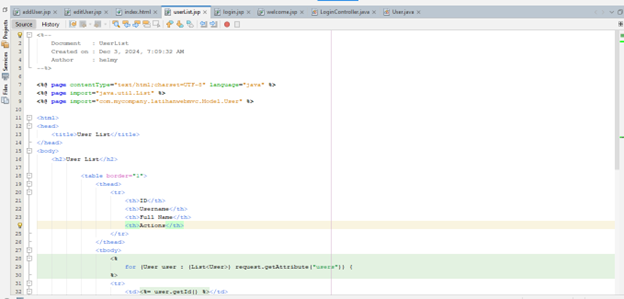 addUser.jsp editUser.jsp index.html userList.jsp login.jsp welcome.jsp LoginController.java User.java
Source History
Projects
Services
Files
1 <%--
2 Document : UserList
3 Created on : Dec 3, 2024, 7:09:32 AM
4 Author : helmy
5 --%>
6
7 <%@ page contentType="text/html;charset=UTF-8" language="java" %>
8 <%@ page import="java.util.List" %>
9 <%@ page import="com.mycompany.latihanwebmvc.Model.User" %>
10
11 <html>
12 <head>
13 <title>User List</title>
14 </head>
15 <body>
16 <h2>User List</h2>
17
18 <table border="1">
19 <thead>
20 <tr>
21 <th>ID</th>
22 <th>Username</th>
23 <th>Full Name</th>
<th>Actions</th>
25 </tr>
26 </thead>
27 <tbody>
28 <%
29 for (User user : (List<User>) request.getAttribute("users")) {
30 %>
31 <tr>
32 <td><%= user.getId() %></td>